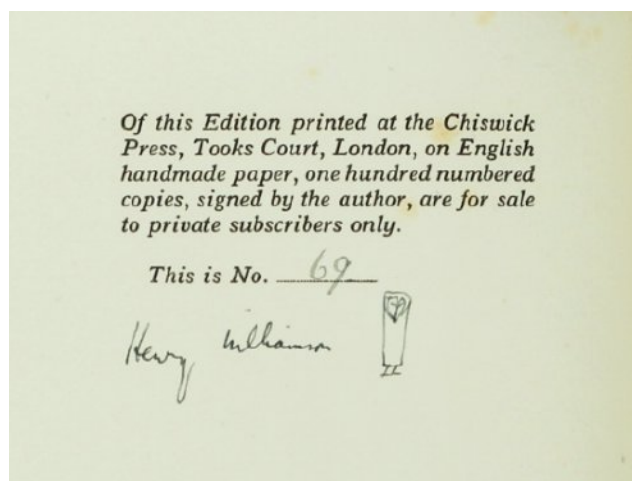 Of this Edition printed at the Chiswick
Press, Tooks Court, London, on English
handmade paper, one hundred numbered
copies, signed by the author, are for sale
to private subscribers only.
This is No. 69
Henry Williamson